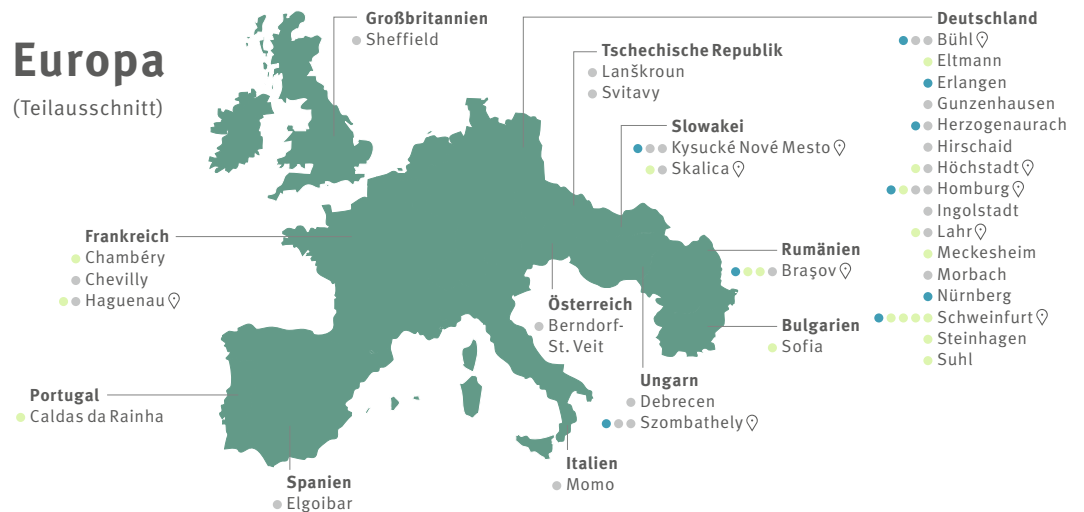 Europa
(Teilausschnitt)
Großbritannien
Sheffield
Tschechische Republik
Lanškroun
Svitavy
Slowakei
Kysucké Nové Mesto
Skalica
Deutschland
Bühl
Eltmann
Erlangen
Gunzenhausen
Herzogenaurach
Hirschaid
Höchstadt
Homburg
Ingolstadt
Lahr
Meckesheim
Morbach
Nürnberg
Schweinfurt
Steinhagen
Suhl
Frankreich
Chambéry
Chevilly
Haguenau
Rumänien
Braşov
Österreich
Berndorf-
St. Veit
Bulgarien
Sofia
Ungarn
Debrecen
Szombathely
Portugal
Caldas da Rainha
Italien
Momo
Spanien
Elgoibar